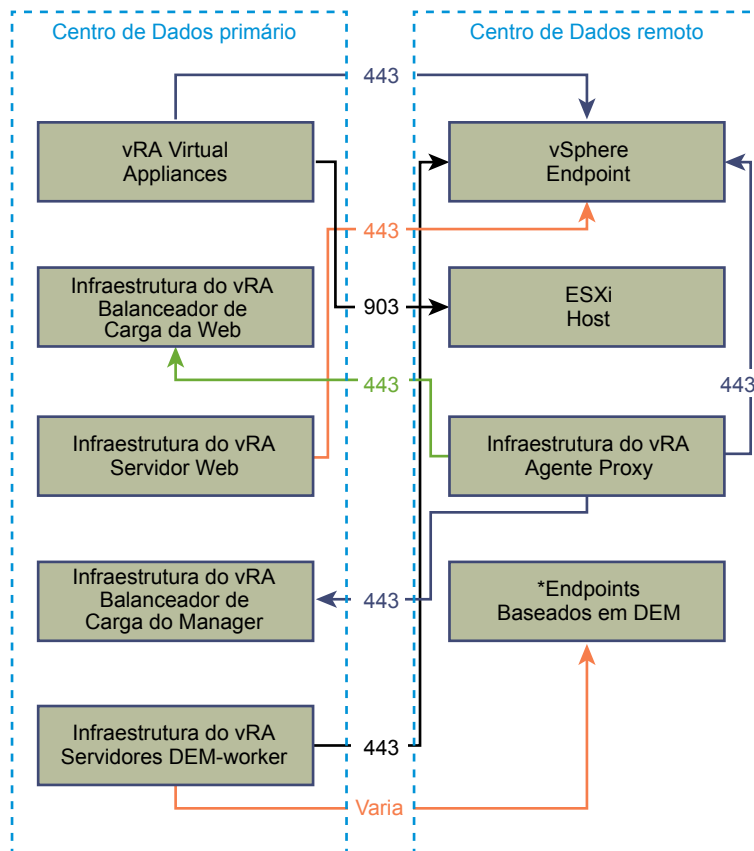 Centro de Dados primário
Centro de Dados remoto
443
vRA Virtual
Appliances
vSphere
Endpoint
443
Infraestrutura do vRA
Balanceador de
Carga da Web
903
ESXi
Host
443
443
Infraestrutura do vRA
Servidor Web
Infraestrutura do vRA
Agente Proxy
Infraestrutura do vRA
Balanceador de
Carga do Manager
443
*Endpoints
Baseados em DEM
Infraestrutura do vRA
Servidores DEM-worker
443
Varia